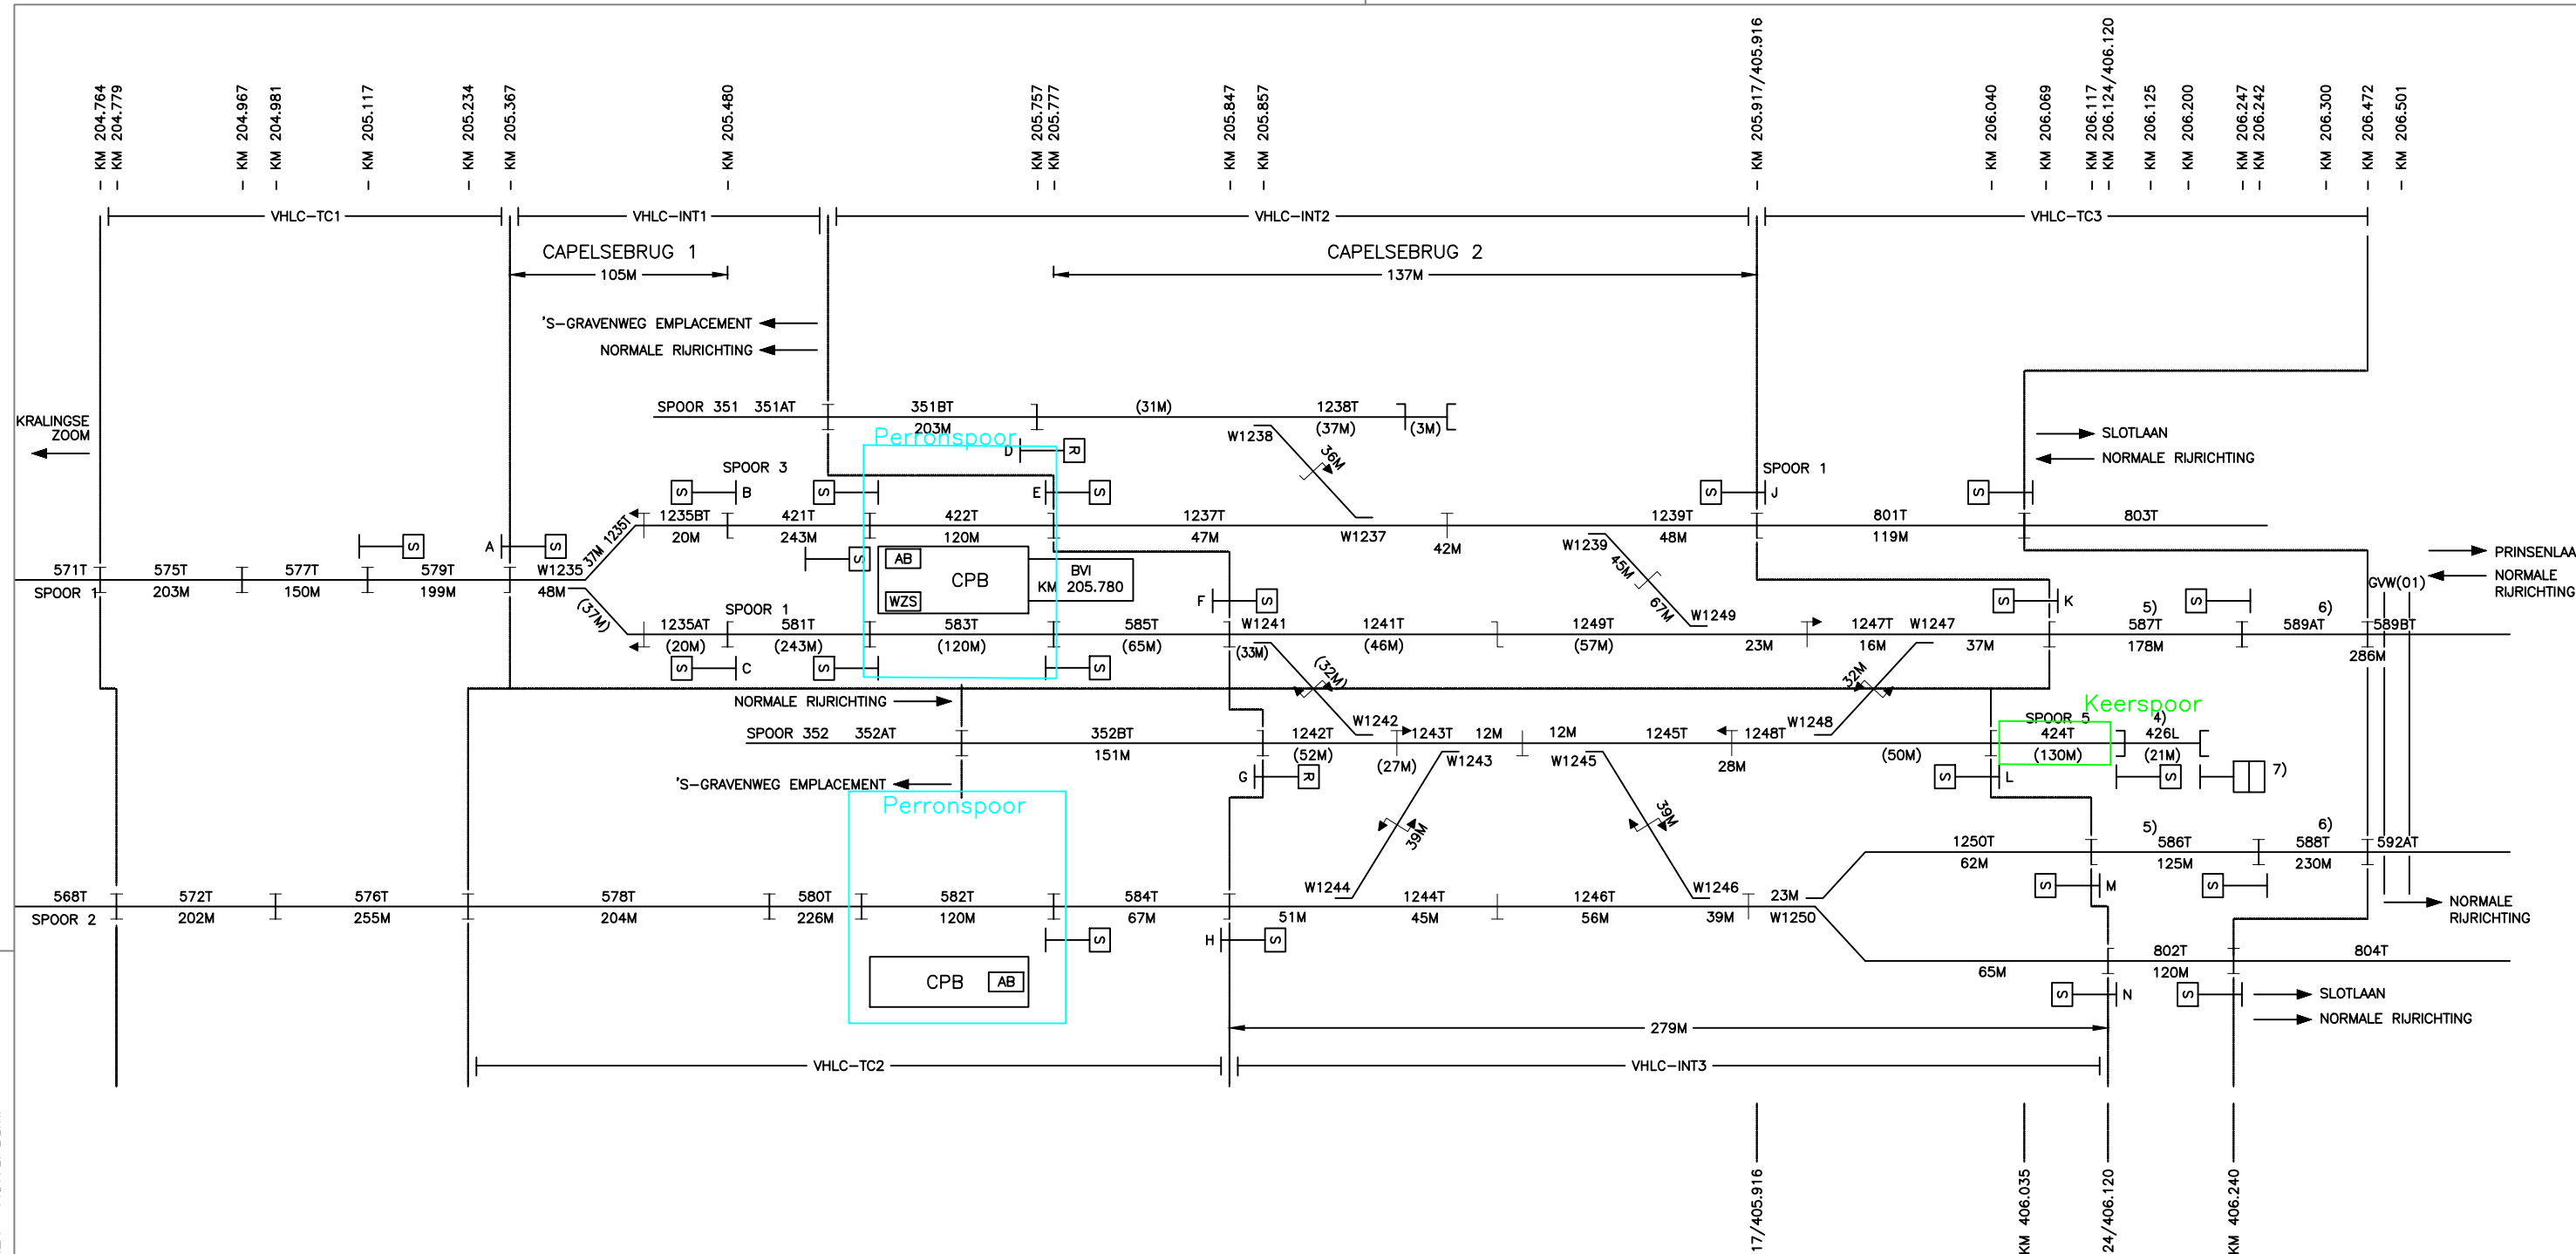 KM 204.764
KM 204.779
KM 204.967
KM 204.981
KM 205.117
KM 205.234
KM 205.367
KM 205.480
KM 205.757
KM 205.777
KM 205.847
KM 205.857
KM 205.917/405.916
KM 206.040
KM 206.069
KM 206.117
KM 206.124/406.120
KM 206.125
KM 206.200
KM 206.247
KM 206.242
KM 206.300
KM 206.472
KM 206.501
VHLC-TC1
VHLC-INT1
VHLC-INT2
VHLC-TC3
CAPELSEBRUG 1
105M
CAPELSEBRUG 2
137M
'S-GRAVENWEG EMPLACEMENT
NORMALE RIJRICHTING
KRALINGSE
ZOOM
SPOOR 351 351AT
351BT
203M
(31M)
1238T
(37M)
(3M)
W1238
36M
Perronspoor
D
R
SLOTLAAN
NORMALE RIJRICHTING
SPOOR 3
S
B
S
E
S
SPOOR 1
S
J
S
37M 1235T
1235BT
20M
421T
243M
422T
120M
1237T
47M
W1237
42M
1239T
48M
W1239
45M
67M
W1249
801T
119M
803T
S
A
S
S
AB
CPB
WZS
BVI
KM 205.780
PRINSENLAA
NORMALE
RIJRICHTING
GVW(01)
571T
SPOOR 1
575T
203M
577T
150M
579T
199M
W1235
48M
(37M)
F
S
S
K
S
SPOOR 1
1235AT
(20M)
581T
(243M)
583T
(120M)
585T
(65M)
W1241
(33M)
1241T
(46M)
1249T
(57M)
23M
1247T
16M
W1247
37M
5)
587T
178M
6)
589AT
589BT
286M
S
C
S
S
(32M)
32M
NORMALE RIJRICHTING
SPOOR 352 352AT
352BT
151M
1242T
(52M)
W1242
1243T
(27M)
12M
W1243
12M
W1245
1245T
28M
1248T
W1248
(50M)
Keerspoor
SPOOR 5
424T
(130M)
4)
426L
(21M)
'S-GRAVENWEG EMPLACEMENT
G
R
S
L
S
7)
Perronspoor
39M
39M
1250T
62M
5)
586T
125M
6)
588T
230M
592AT
568T
SPOOR 2
572T
202M
576T
255M
578T
204M
580T
226M
582T
120M
584T
67M
51M
W1244
1244T
45M
1246T
56M
W1246
39M
23M
W1250
S
M
S
NORMALE
RIJRICHTING
S
H
S
65M
802T
120M
804T
CPB
AB
S
N
S
SLOTLAAN
NORMALE RIJRICHTING
279M
VHLC-TC2
VHLC-INT3
17/405.916
KM 406.035
24/406.120
KM 406.240